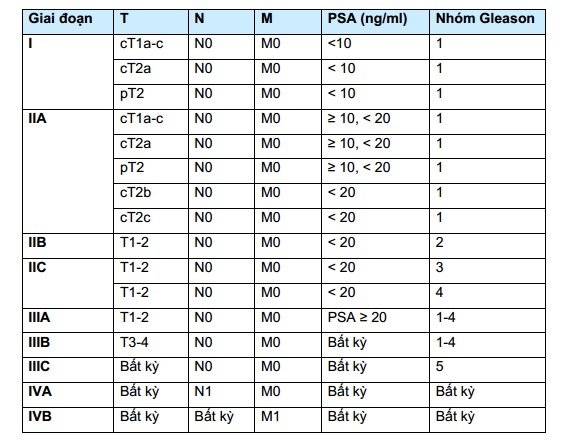 Giai đoạn T N M PSA (ng/ml) Nhóm Gleason
I cT1a-c N0 M0 <10 1
cT2a N0 M0 < 10 1
pT2 N0 M0 < 10 1
IIA cT1a-c N0 M0 ≥ 10, < 20 1
cT2a N0 M0 ≥ 10, < 20 1
pT2 N0 M0 ≥ 10, < 20 1
cT2b N0 M0 < 20 1
cT2c N0 M0 < 20 1
IIB T1-2 N0 M0 < 20 2
IIC T1-2 N0 M0 < 20 3
T1-2 N0 M0 < 20 4
IIIA T1-2 N0 M0 PSA ≥ 20 1-4
IIIB T3-4 N0 M0 Bất kỳ 1-4
IIIC Bất kỳ N0 M0 Bất kỳ 5
IVA Bất kỳ N1 M0 Bất kỳ Bất kỳ
IVB Bất kỳ Bất kỳ M1 Bất kỳ Bất kỳ